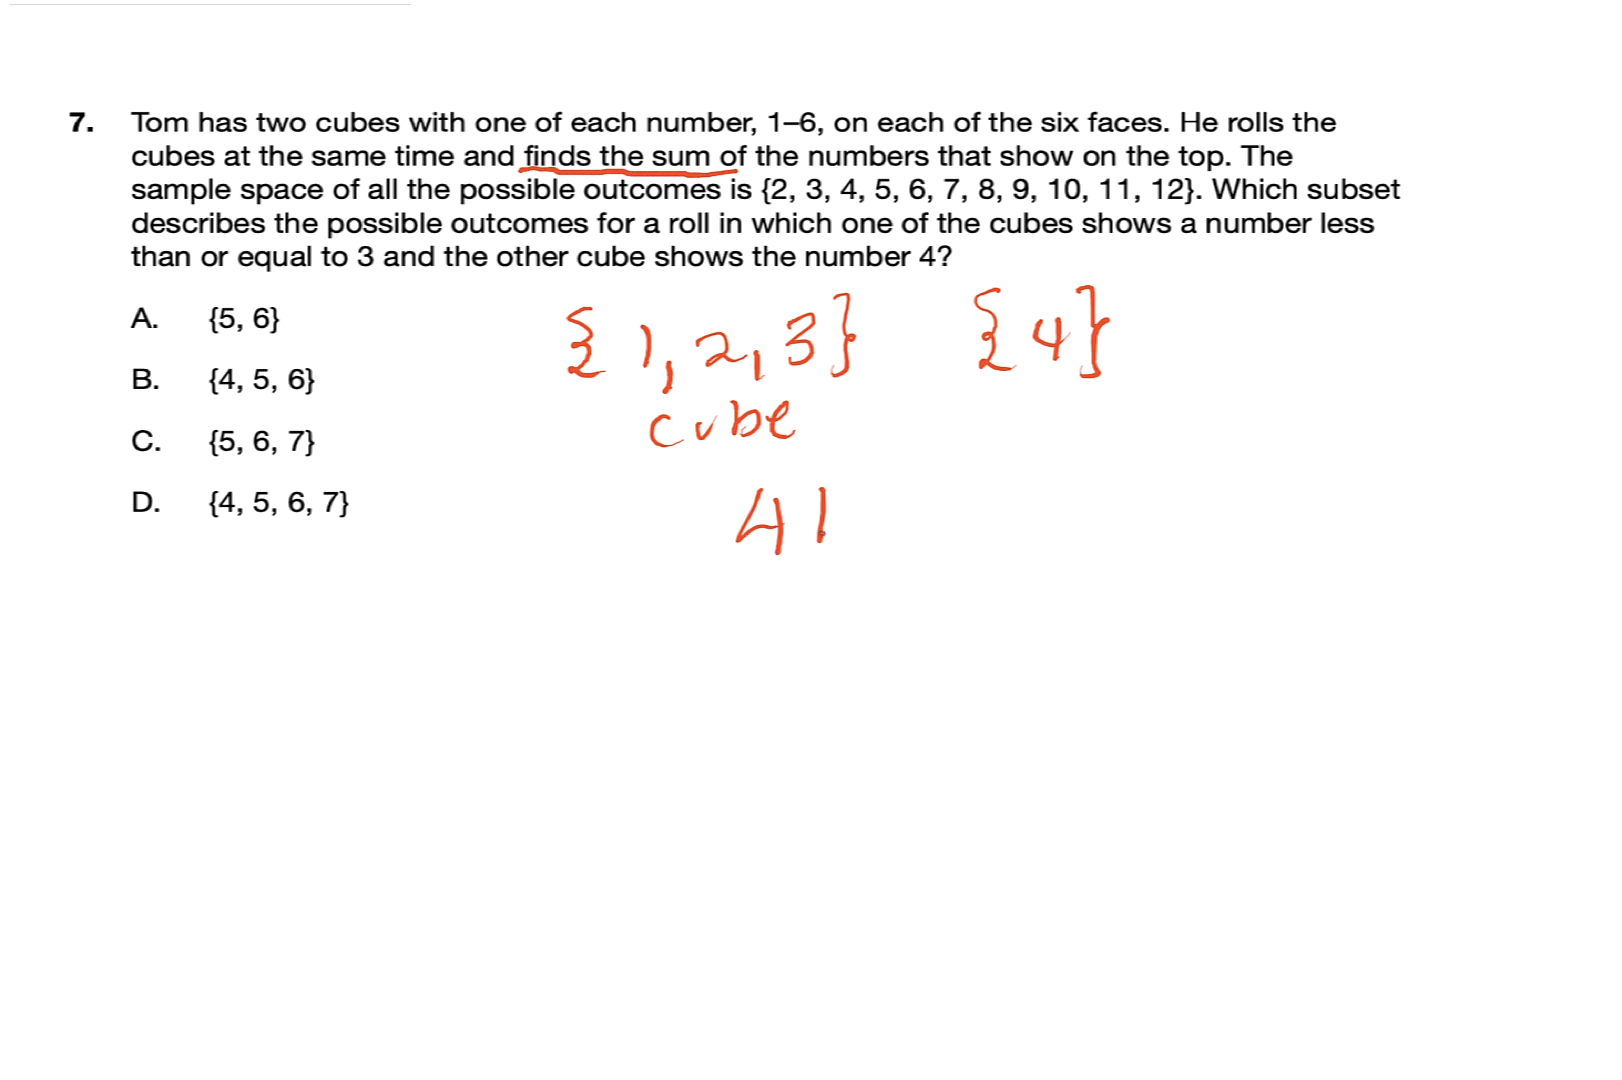 7. Tom has two cubes with one of each number, 1–6, on each of the six faces. He rolls the
cubes at the same time and finds the sum of the numbers that show on the top. The
sample space of all the possible outcomes is {2, 3, 4, 5, 6, 7, 8, 9, 10, 11, 12}. Which subset
describes the possible outcomes for a roll in which one of the cubes shows a number less
than or equal to 3 and the other cube shows the number 4?
A. {5, 6}
B. {4, 5, 6}
C. {5, 6, 7}
D. {4, 5, 6, 7}
{1, 2, 3} {4}
cube
4 1